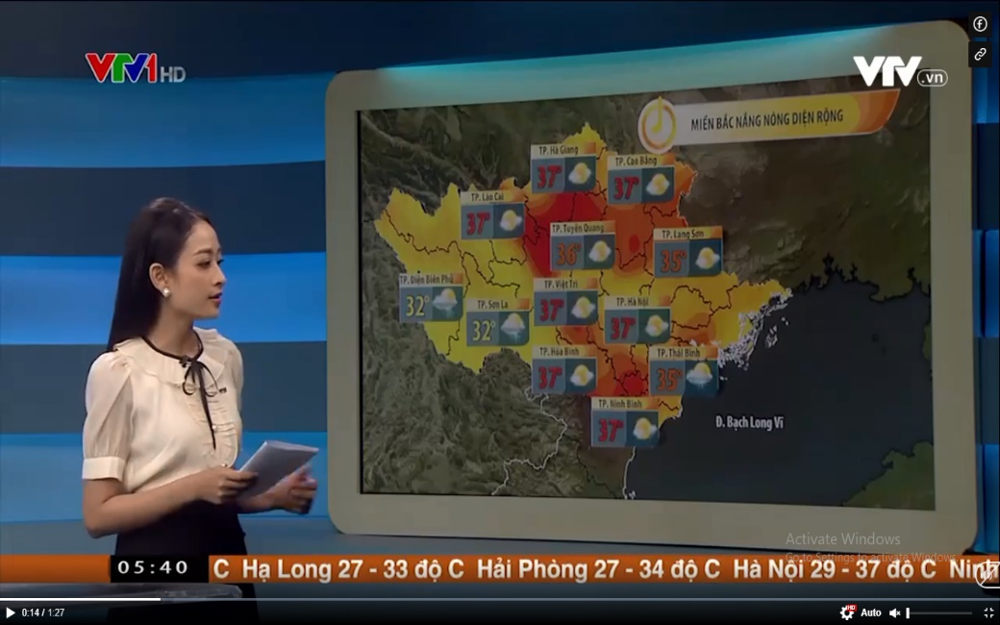 VTV1 HD
VTV.vn
MIỀN BẮC NẮNG NÓNG DIỆN RỘNG
TP. Hà Giang
37°
TP. Cao Bằng
37°
TP. Lào Cai
37°
TP. Tuyên Quang
36°
TP. Lạng Sơn
35°
TP. Điện Biên Phủ
32°
TP. Sơn La
32°
TP. Việt Trì
37°
TP. Hà Nội
37°
TP. Hòa Bình
37°
TP. Thái Bình
35°
TP. Ninh Bình
37°
Đ. Bạch Long Vĩ
Activate Windows
Go to Settings to activate Windows.
05:40 C Hạ Long 27 - 33 độ C Hải Phòng 27 - 34 độ C Hà Nội 29 - 37 độ C Ninh
0:14 / 1:27
HD
Auto